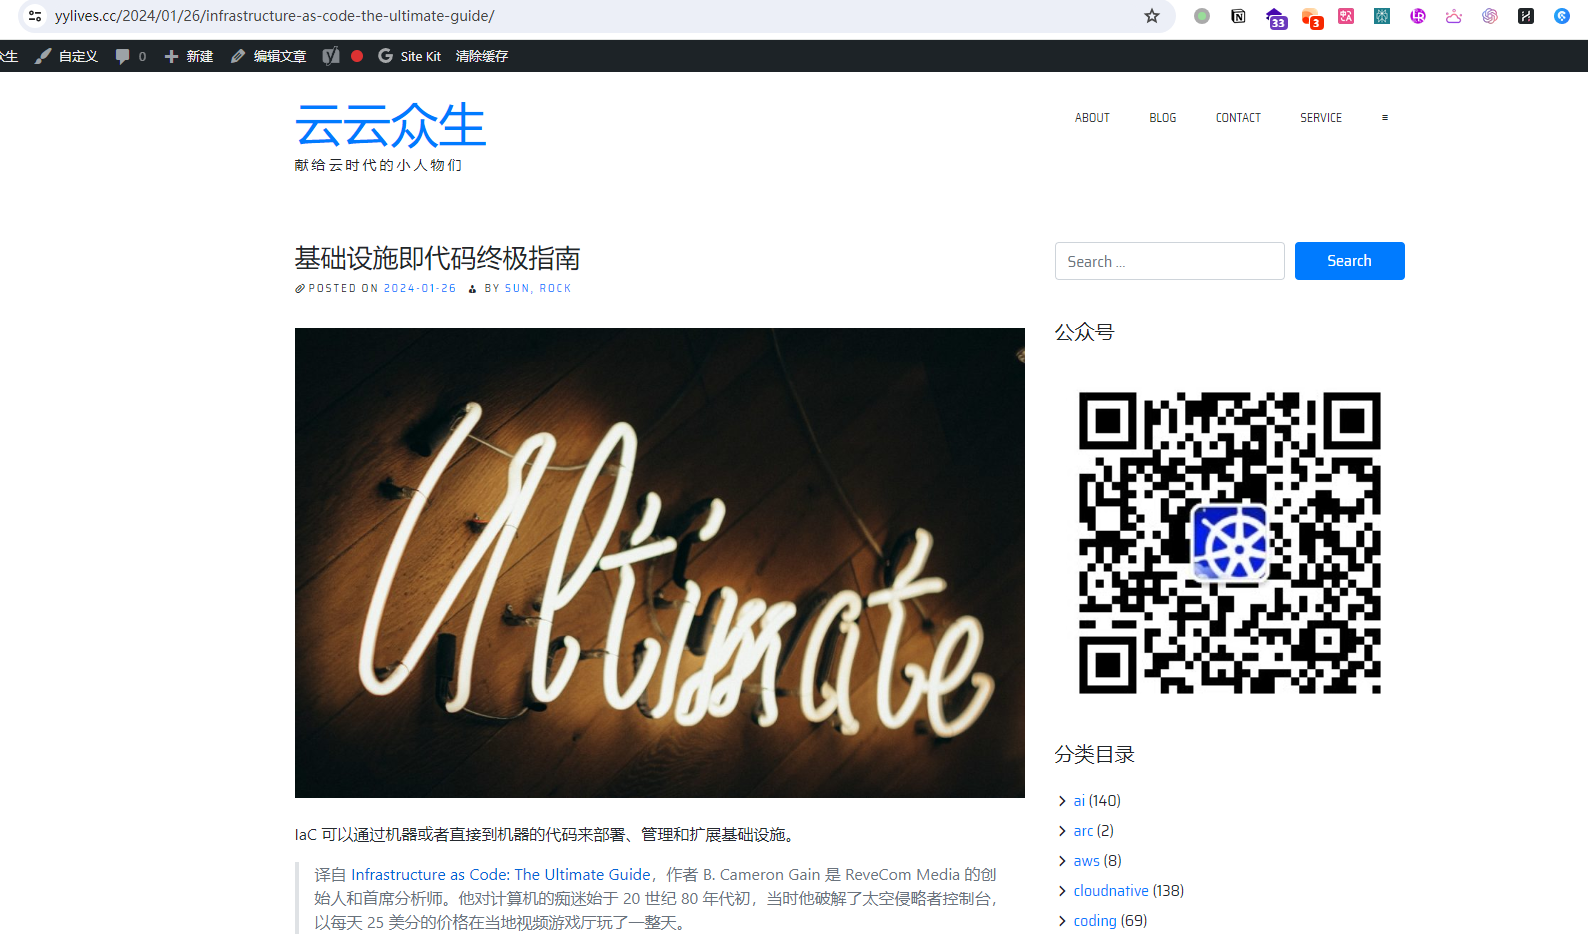 yylives.cc/2024/01/26/infrastructure-as-code-the-ultimate-guide/
33
3
众生 自定义 0 新建 编辑文章 Site Kit 清除缓存
云云众生
献给云时代的小人物们
ABOUT BLOG CONTACT SERVICE ≡
基础设施即代码终极指南
POSTED ON 2024-01-26 BY SUN, ROCK
Ultimate
IaC 可以通过机器或者直接到机器的代码来部署、管理和扩展基础设施。
译自 Infrastructure as Code: The Ultimate Guide，作者 B. Cameron Gain 是 ReveCom Media 的创
始人和首席分析师。他对计算机的痴迷始于 20 世纪 80 年代初，当时他破解了太空侵略者控制台，
以每天 25 美分的价格在当地视频游戏厅玩了一整天。
Search …
Search
公众号
分类目录
ai (140)
arc (2)
aws (8)
cloudnative (138)
coding (69)